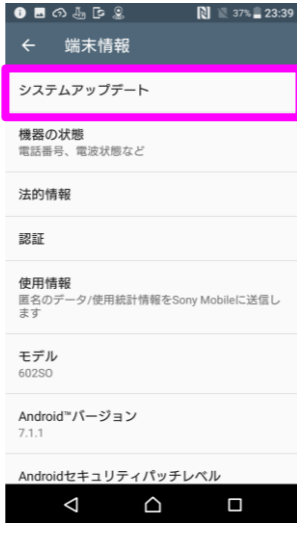 37% 23:39
端末情報
システムアップデート
機器の状態
電話番号、電波状態など
法的情報
認証
使用情報
匿名のデータ/使用統計情報をSony Mobileに送信し
ます
モデル
602SO
Android™バージョン
7.1.1
Androidセキュリティパッチレベル